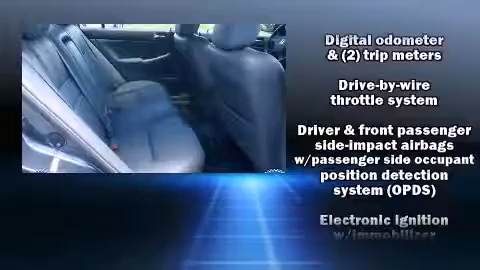 Digital odometer
& (2) trip meters
Drive-by-wire
throttle system
Driver & front passenger
side-impact airbags
w/passenger side occupant
position detection
system (OPDS)
Electronic ignition
w/immobilizer